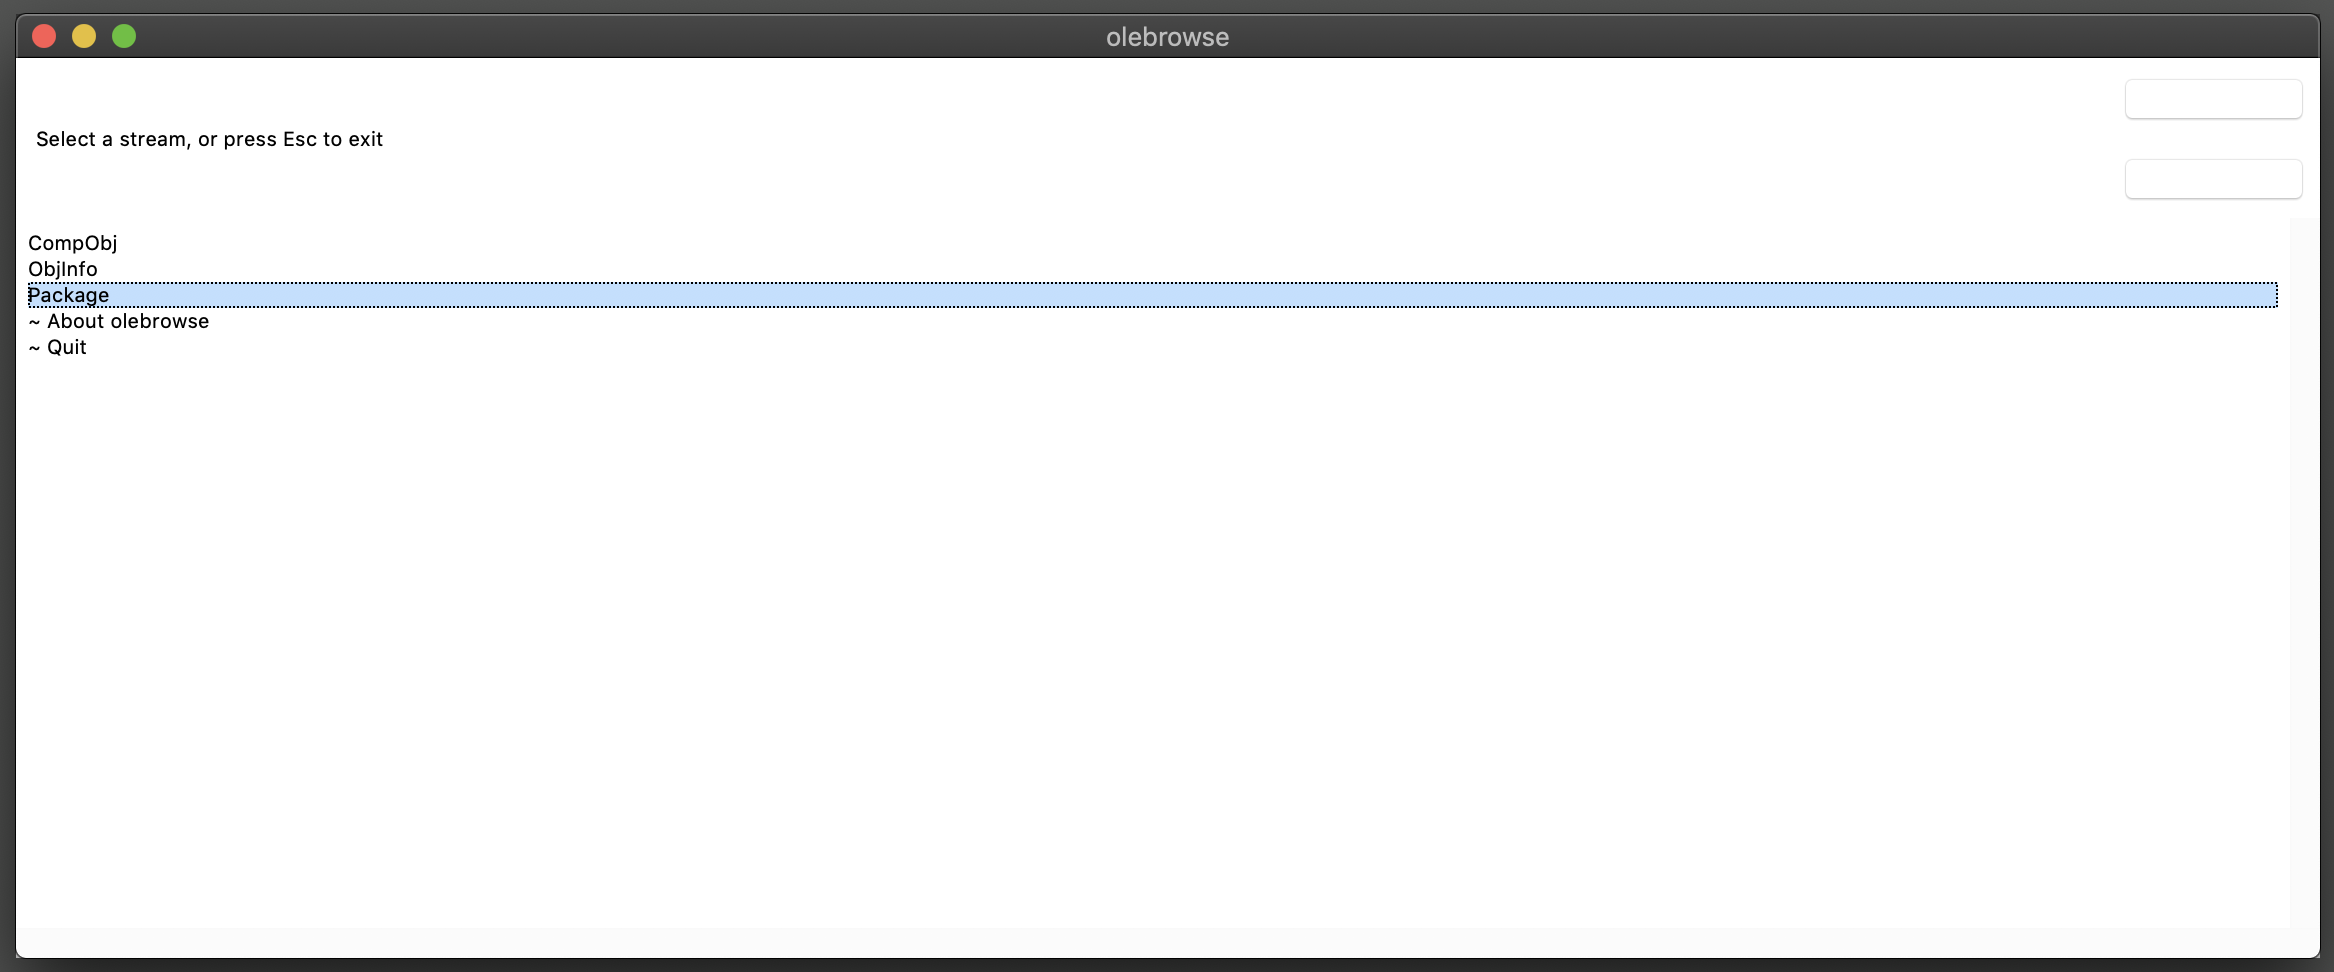 olebrowse
Select a stream, or press Esc to exit
CompObj
ObjInfo
Package
~ About olebrowse
~ Quit